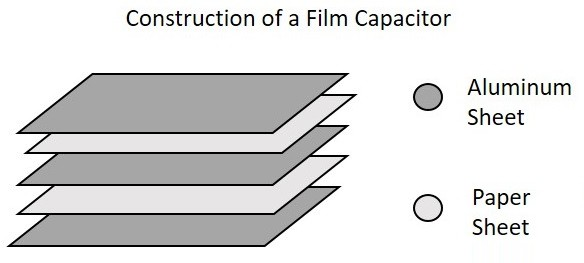 Construction of a Film Capacitor
Aluminum
Sheet
Paper
Sheet